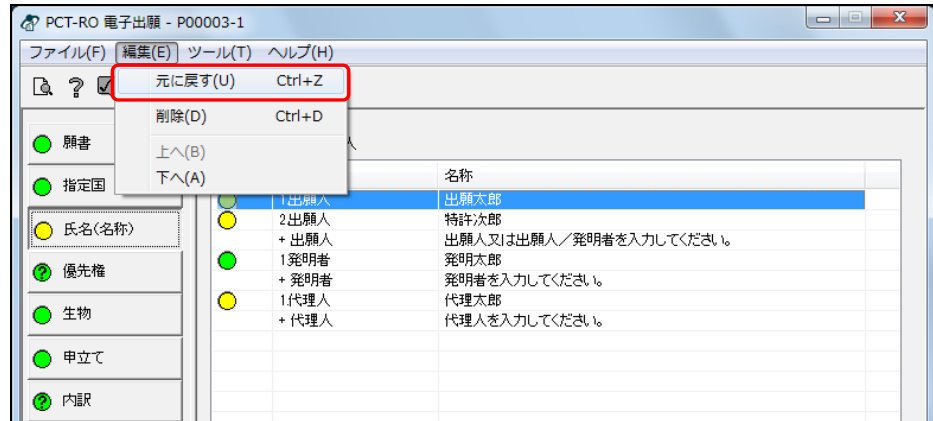 PCT-RO 電子出願 - P00003-1
ファイル(F) 編集(E) ツール(T) ヘルプ(H)
元に戻す(U) Ctrl+Z
削除(D) Ctrl+D
上へ(B)
下へ(A)
願書
指定国
氏名(名称)
優先権
生物
申立て
内訳
名称
1出願人 出願太郎
2出願人 特許次郎
+ 出願人 出願人又は出願人／発明者を入力してください。
1発明者 発明太郎
+ 発明者 発明者を入力してください。
1代理人 代理太郎
+ 代理人 代理人を入力してください。